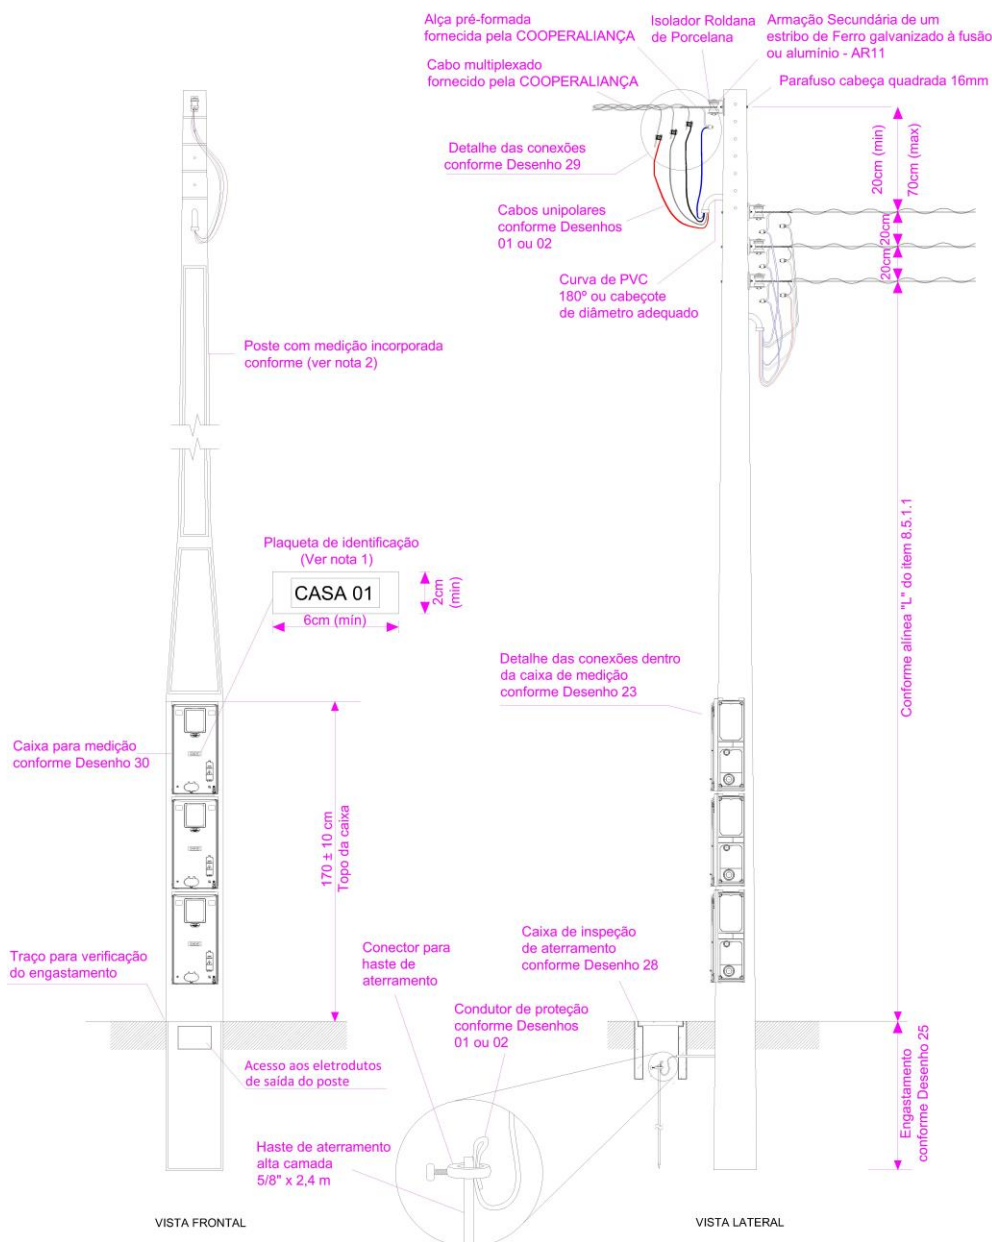 Alça pré-formada
fornecida pela COOPERALIANÇA
Isolador Roldana
de Porcelana
Armação Secundária de um
estribo de Ferro galvanizado à fusão
ou alumínio - AR11
Cabo multiplexado
fornecido pela COOPERALIANÇA
Parafuso cabeça quadrada 16mm
Detalhe das conexões
conforme Desenho 29
20cm (min)
70cm (max)
Cabos unipolares
conforme Desenhos
01 ou 02
20cm
20cm
Curva de PVC
180º ou cabeçote
de diâmetro adequado
Poste com medição incorporada
conforme (ver nota 2)
Plaqueta de identificação
(Ver nota 1)
CASA 01
2cm
(min)
6cm (mín)
Conforme alínea "L" do item 8.5.1.1
Detalhe das conexões dentro
da caixa de medição
conforme Desenho 23
Caixa para medição
conforme Desenho 30
170 ± 10 cm
Topo da caixa
Traço para verificação
do engastamento
Conector para
haste de
aterramento
Caixa de inspeção
de aterramento
conforme Desenho 28
Condutor de proteção
conforme Desenhos
01 ou 02
Acesso aos eletrodutos
de saída do poste
Engastamento
conforme Desenho 25
Haste de aterramento
alta camada
5/8" x 2,4 m
VISTA FRONTAL
VISTA LATERAL